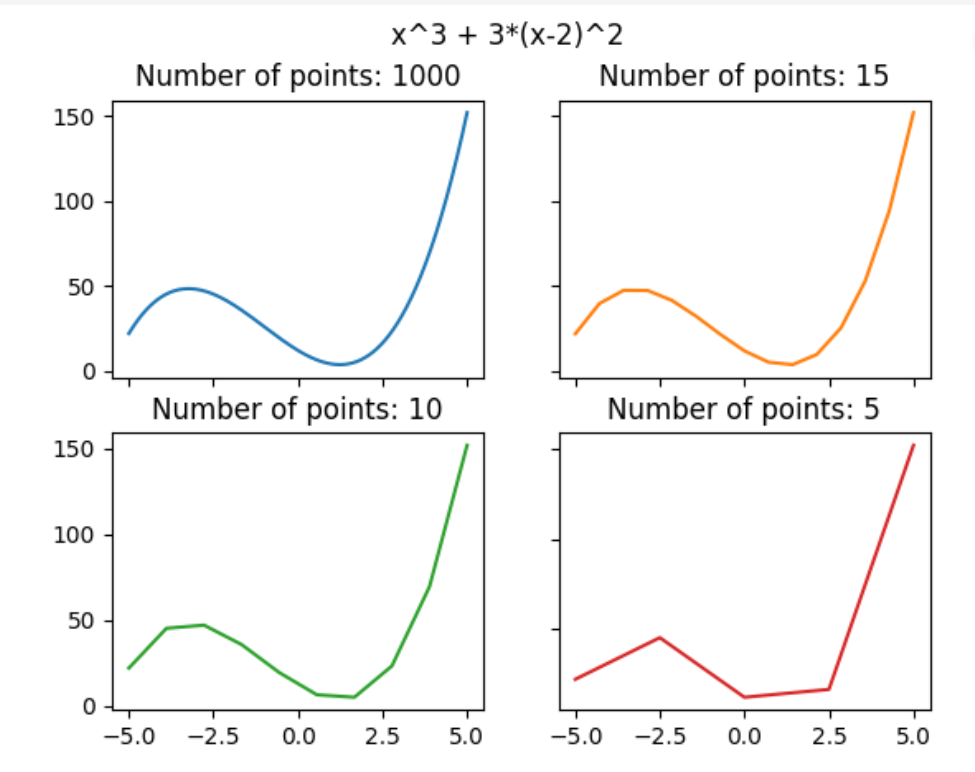 x^3 + 3*(x-2)^2
Number of points: 1000
Number of points: 15
150
100
50
0
Number of points: 10
Number of points: 5
150
100
50
0
−5.0 −2.5 0.0 2.5 5.0
−5.0 −2.5 0.0 2.5 5.0